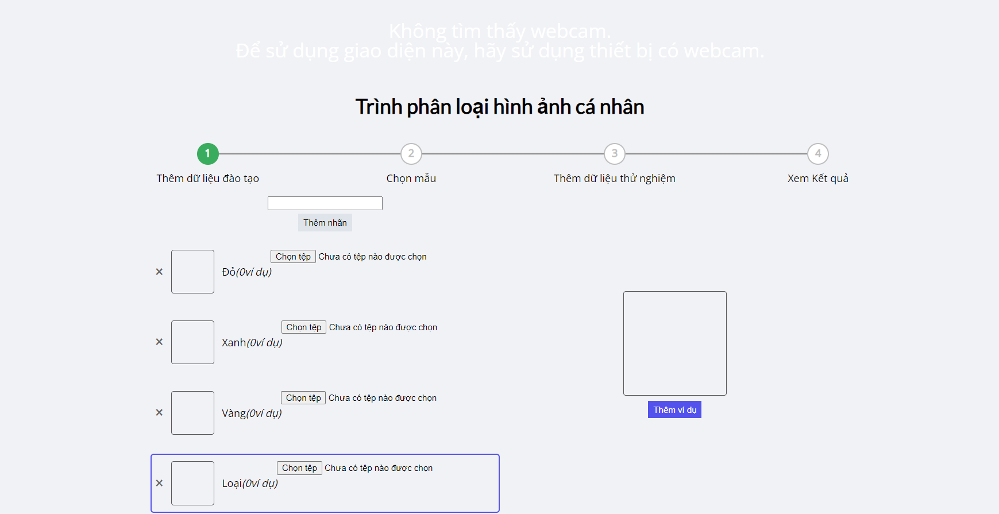 Không tìm thấy webcam.
Để sử dụng giao diện này, hãy sử dụng thiết bị có webcam.
Trình phân loại hình ảnh cá nhân
1
2
3
4
Thêm dữ liệu đào tạo
Chọn mẫu
Thêm dữ liệu thử nghiệm
Xem Kết quả
Thêm nhãn
Chọn tệp Chưa có tệp nào được chọn
× Đỏ(0ví dụ)
Chọn tệp Chưa có tệp nào được chọn
× Xanh(0ví dụ)
Chọn tệp Chưa có tệp nào được chọn
× Vàng(0ví dụ)
Thêm ví dụ
Chọn tệp Chưa có tệp nào được chọn
× Loại(0ví dụ)